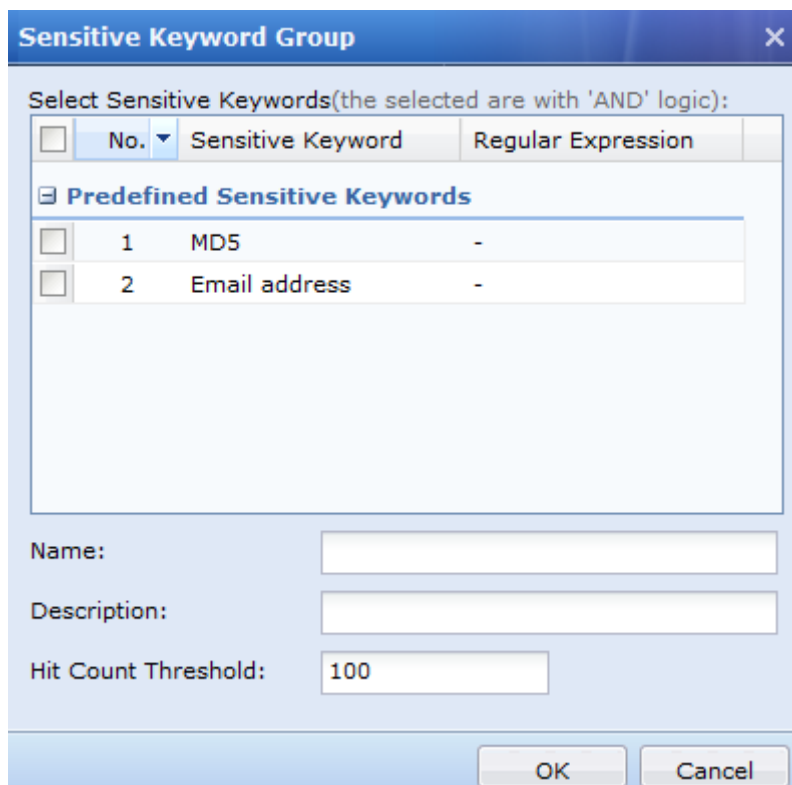 Sensitive Keyword Group
Select Sensitive Keywords(the selected are with 'AND' logic):
No. Sensitive Keyword Regular Expression
Predefined Sensitive Keywords
1 MD5 -
2 Email address -
Name:
Description:
Hit Count Threshold: 100
OK Cancel